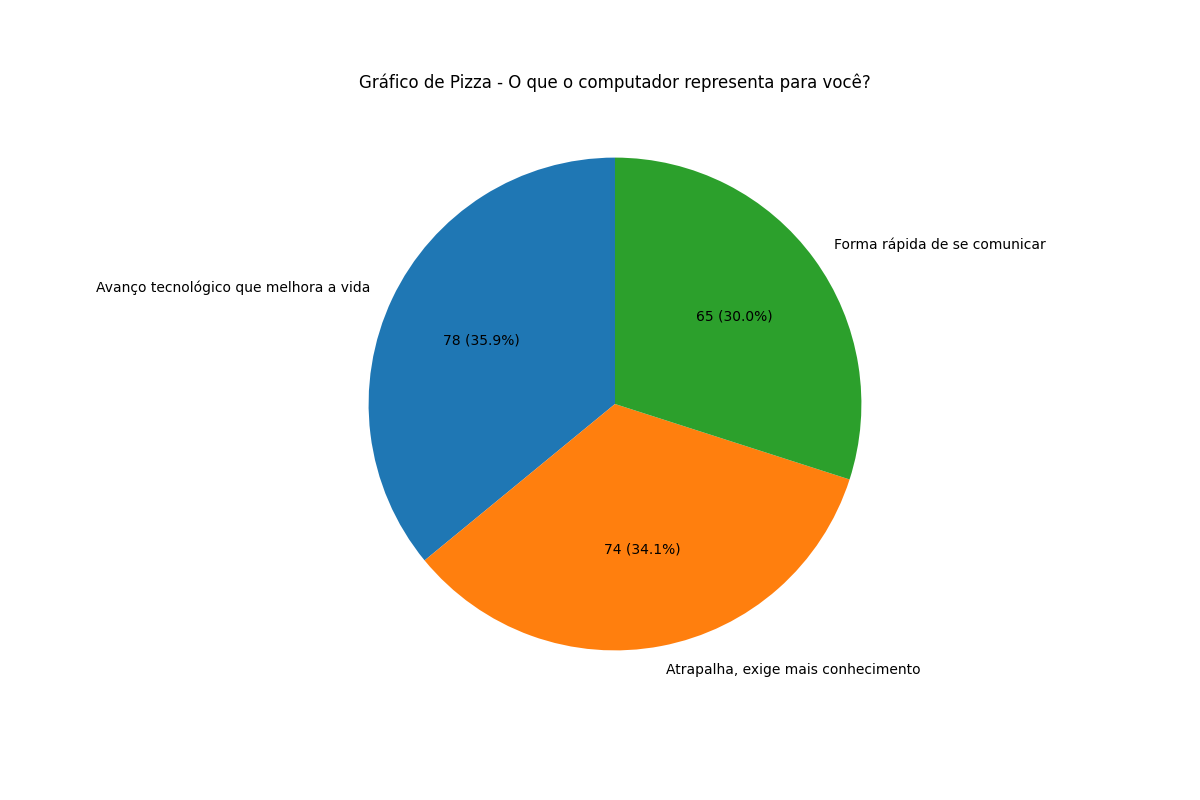 Gráfico de Pizza - O que o computador representa para você?
Forma rápida de se comunicar
Avanço tecnológico que melhora a vida
65 (30.0%)
78 (35.9%)
74 (34.1%)
Atrapalha, exige mais conhecimento